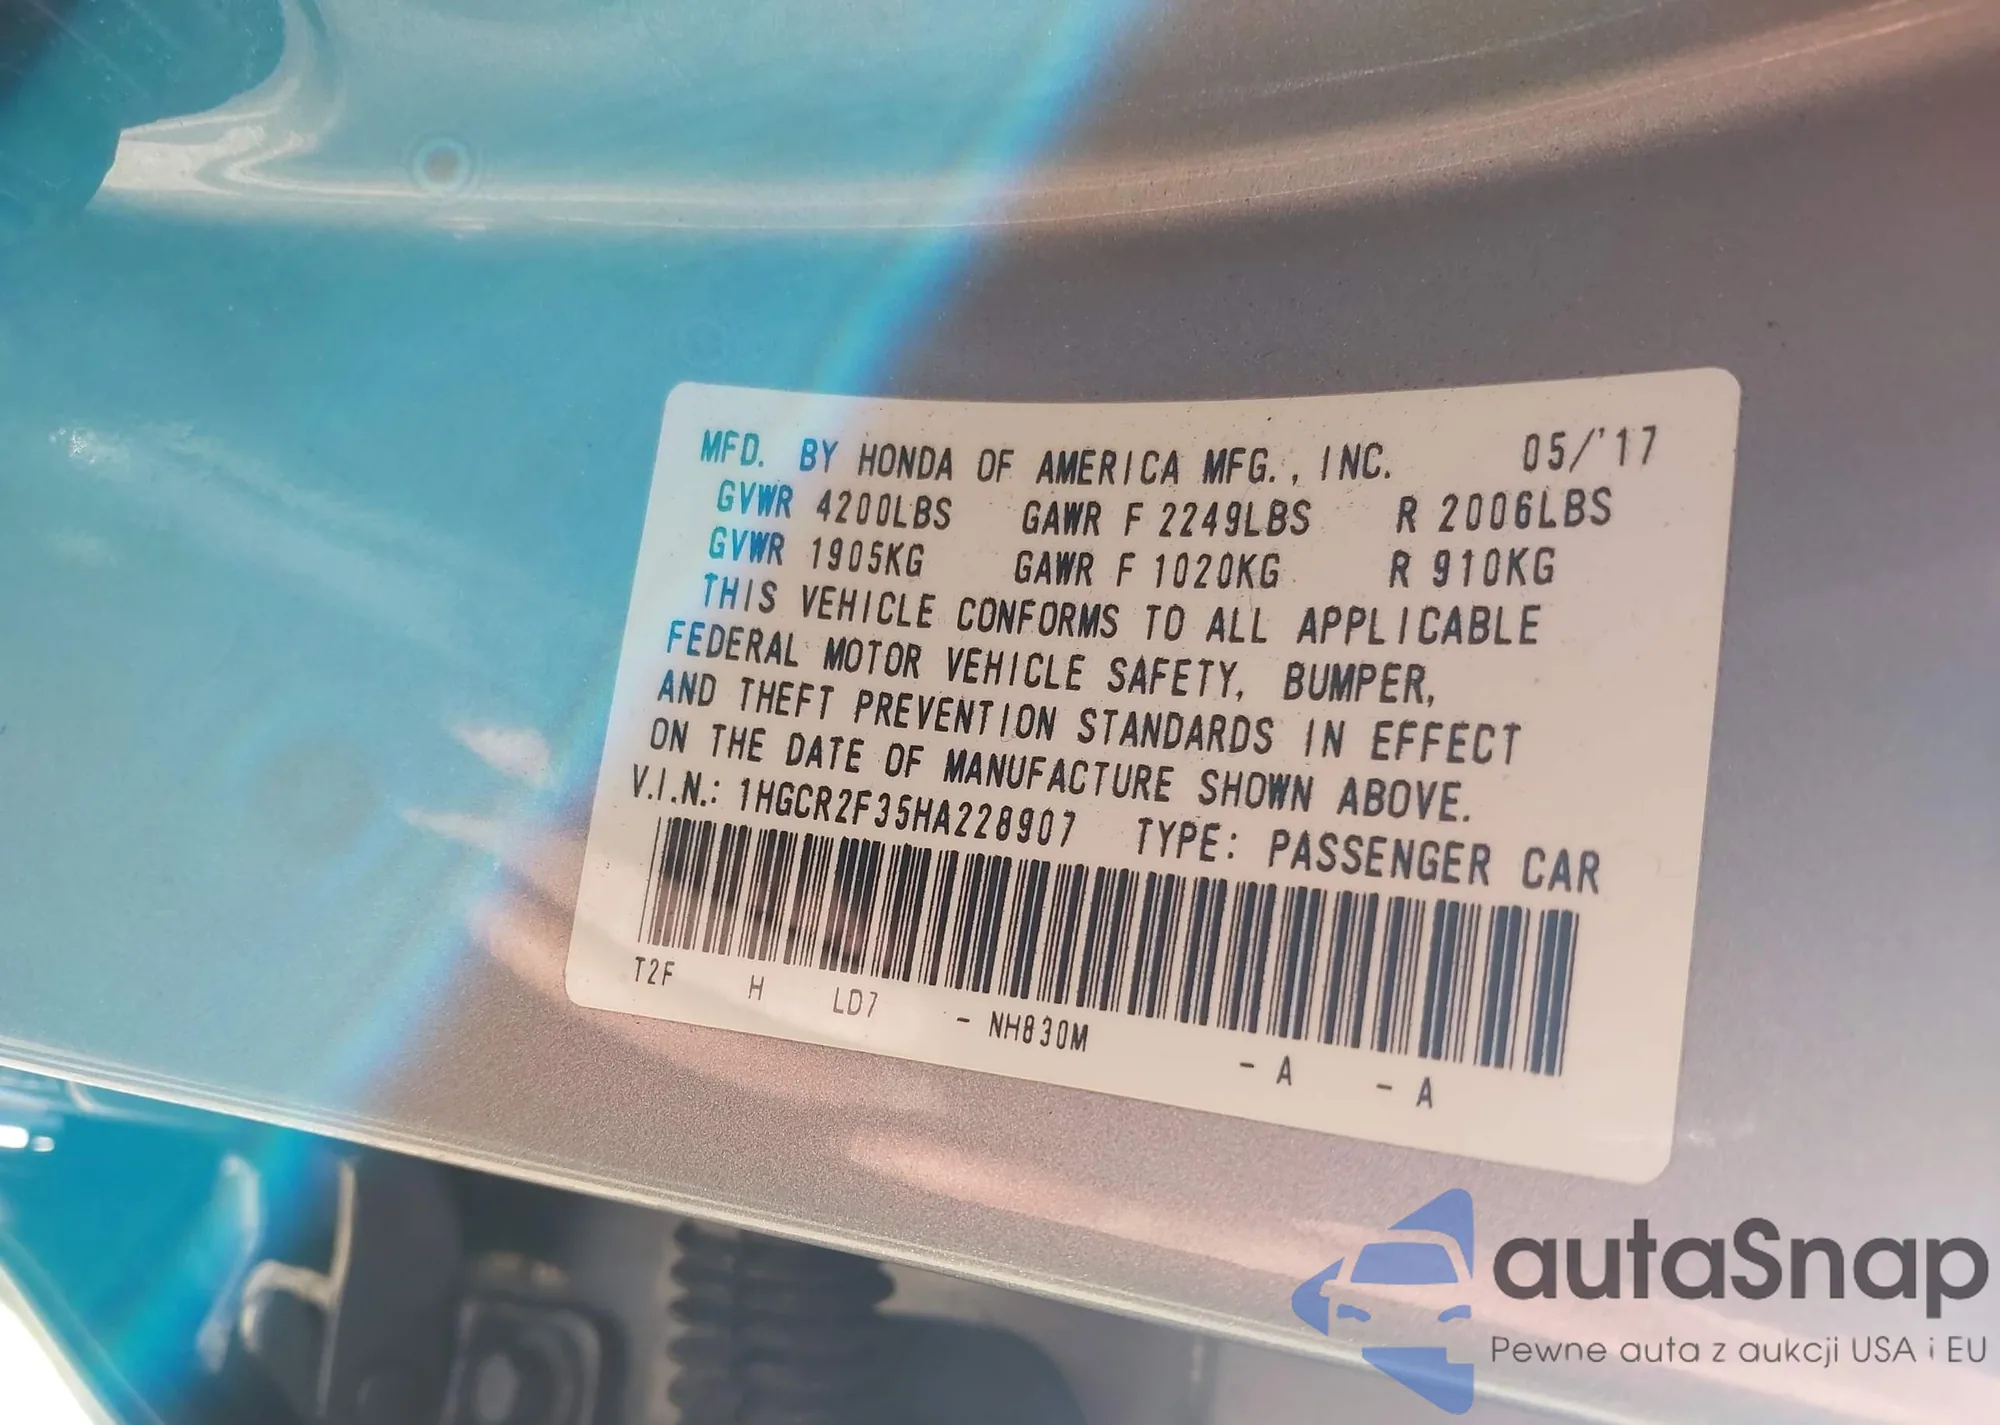 MFD. BY HONDA OF AMERICA MFG., INC. 05/'17
GVWR 4200LBS GAWR F 2249LBS R 2006LBS
GVWR 1905KG GAWR F 1020KG R 910KG
THIS VEHICLE CONFORMS TO ALL APPLICABLE
FEDERAL MOTOR VEHICLE SAFETY, BUMPER,
AND THEFT PREVENTION STANDARDS IN EFFECT
ON THE DATE OF MANUFACTURE SHOWN ABOVE.
V.I.N.: 1HGCR2F35HA228907 TYPE: PASSENGER CAR
T2F H LD7 - NH830M - A - A
autaSnap
Pewne auta z aukcji USA i EU